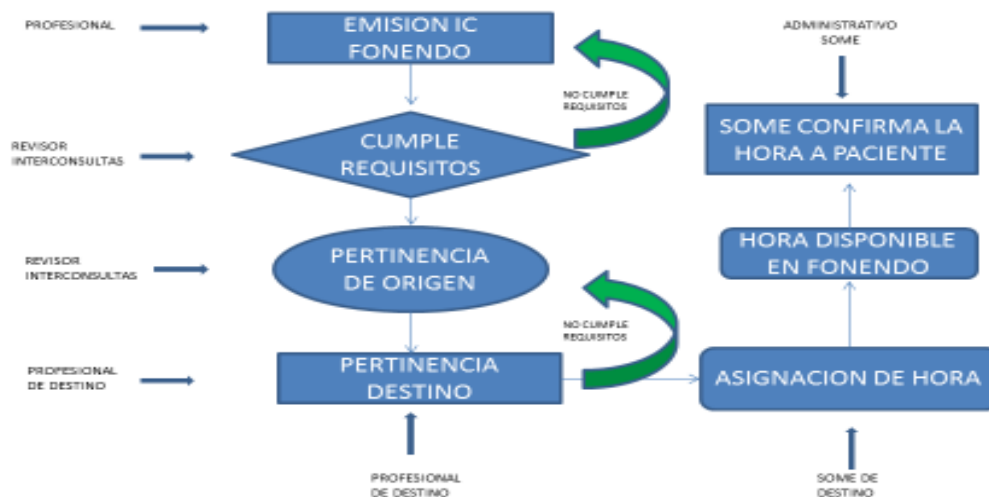 PROFESIONAL
EMISION IC
FONENDO
ADMINISTRATIVO
SOME
NO CUMPLE
REQUISITOS
REVISOR
INTERCONSULTAS
CUMPLE
REQUISITOS
SOME CONFIRMA LA
HORA A PACIENTE
REVISOR
INTERCONSULTAS
PERTINENCIA
DE ORIGEN
HORA DISPONIBLE
EN FONENDO
NO CUMPLE
REQUISITOS
PROFESIONAL
DE DESTINO
PERTINENCIA
DESTINO
ASIGNACION DE HORA
PROFESIONAL
DE DESTINO
SOME DE
DESTINO